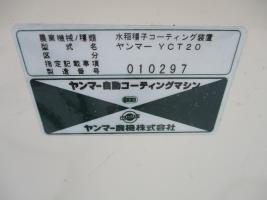 農業機械/種類 水稲種子コーティング装置
型式名 ヤンマー YCT20
区分
指定記載事項
製造番号 010297
ヤンマー自動コーティングマシン
ヤンマー農機株式会社